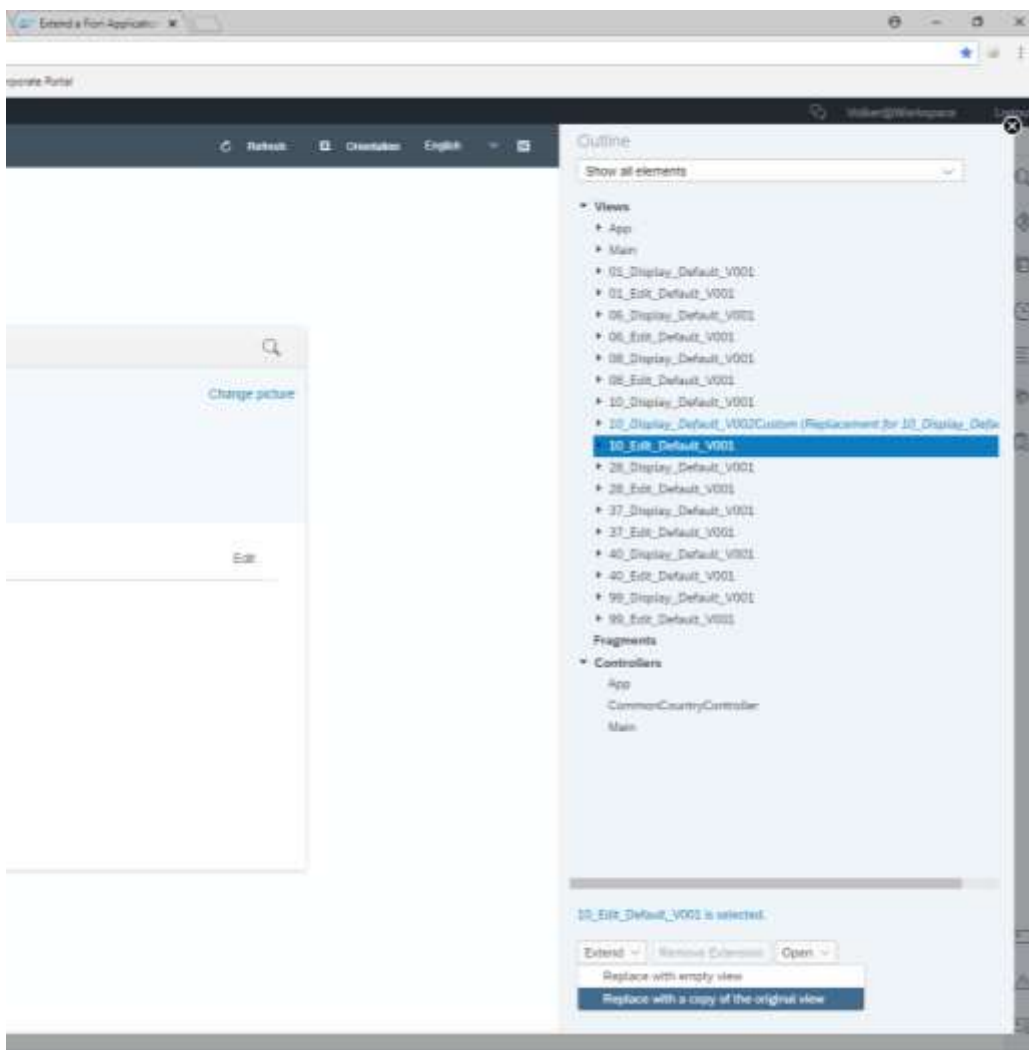 Extend a Fiori Applicatio
rporate Portal
Volker@Workspace
Refresh Orientation English
Outline
Show all elements
Views
App
Main
01_Display_Default_V001
01_Edit_Default_V001
06_Display_Default_V001
06_Edit_Default_V001
08_Display_Default_V001
08_Edit_Default_V001
10_Display_Default_V001
10_Display_Default_V002Custom (Replacement for 10_Display_Defa
10_Edit_Default_V001
28_Display_Default_V001
28_Edit_Default_V001
37_Display_Default_V001
37_Edit_Default_V001
40_Display_Default_V001
40_Edit_Default_V001
99_Display_Default_V001
99_Edit_Default_V001
Fragments
Controllers
App
CommonCountryController
Main
Change picture
Edit
10_Edit_Default_V001 is selected.
Extend Remove Extension Open
Replace with empty view
Replace with a copy of the original view